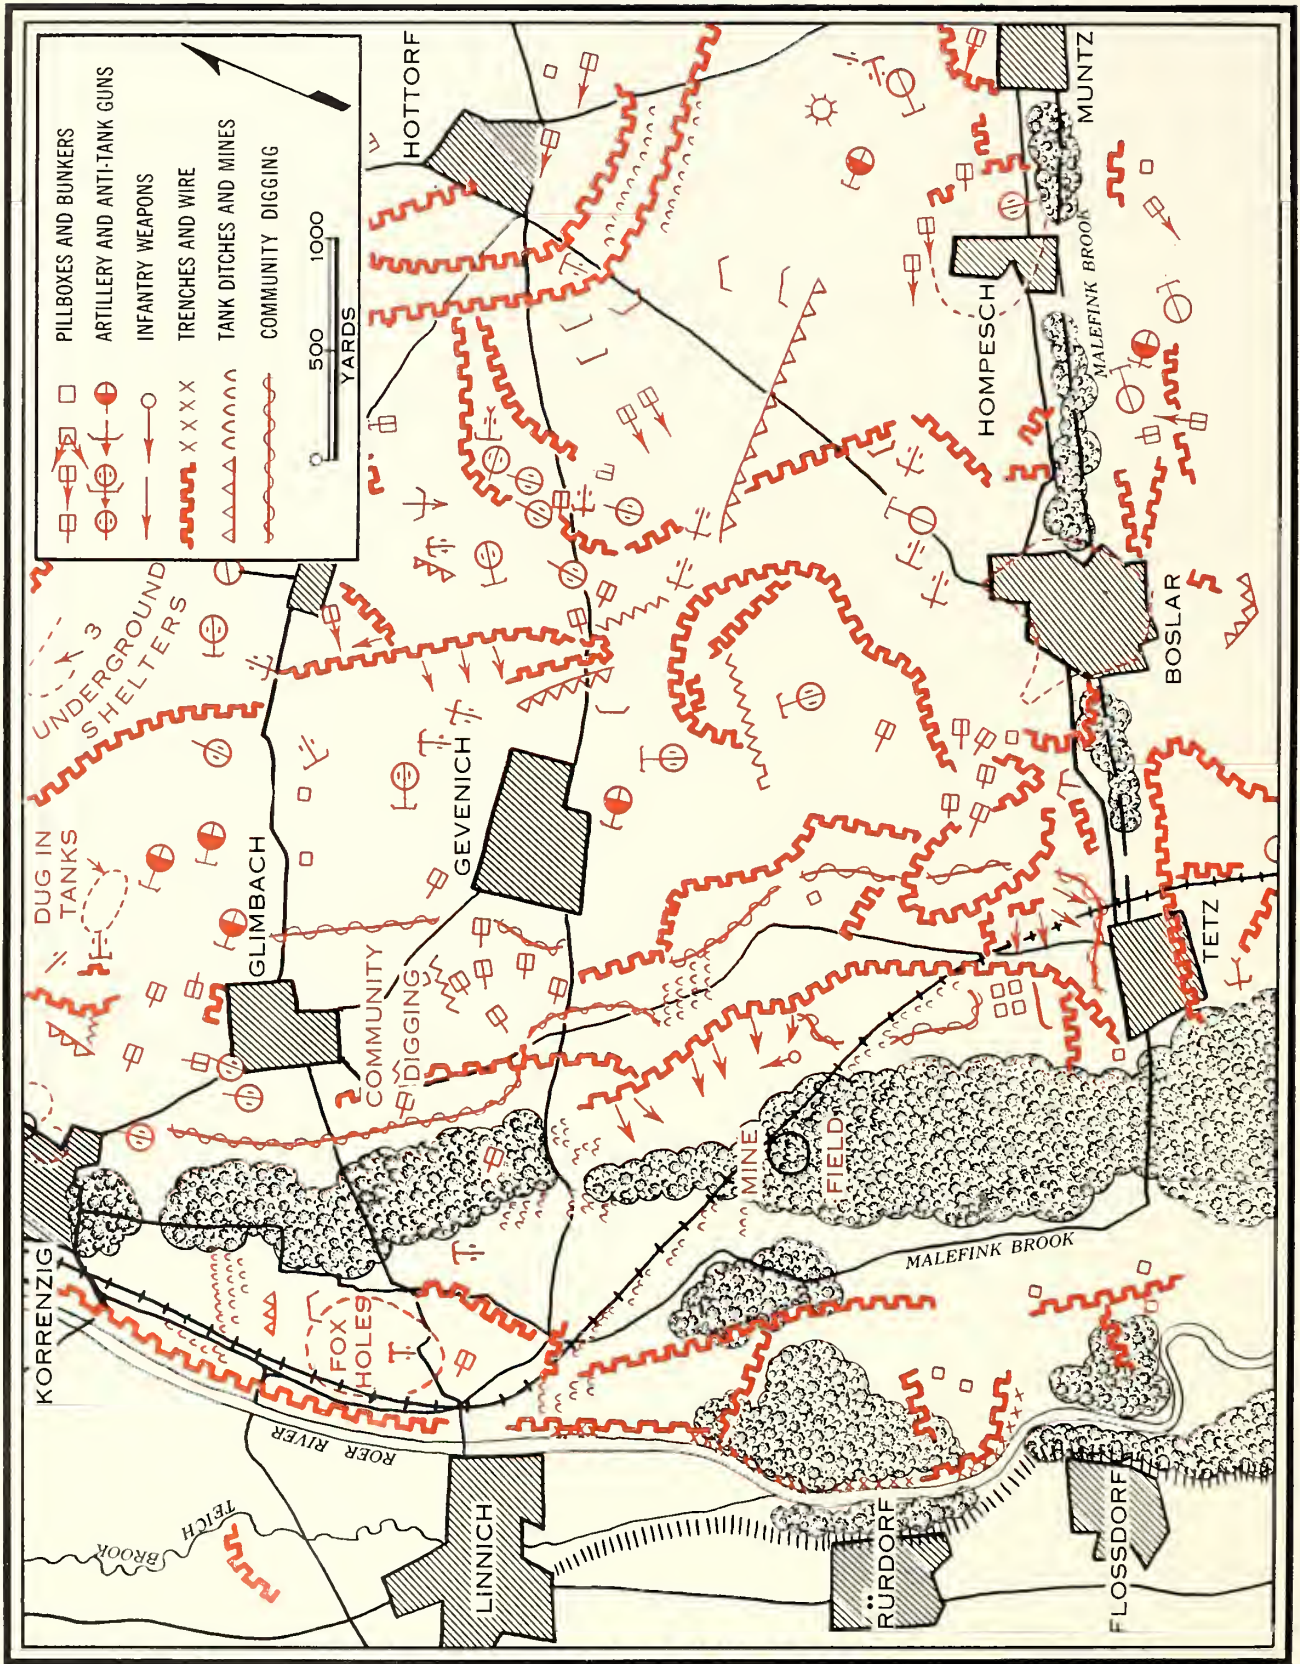 PILLBOXES AND BUNKERS
ARTILLERY AND ANTI-TANK GUNS
INFANTRY WEAPONS
TRENCHES AND WIRE
X X X X
TANK DITCHES AND MINES
COMMUNITY DIGGING
0 500 1000
YARDS
KORRENZIG
DUG IN
TANKS
UNDERGROUND
SHELTERS
3
HOTTORF
GLIMBACH
COMMUNITY
DIGGING
GEVENICH
FOX
HOLES
9
ROER RIVER
TEICH
BROOK
LINNICH
MINE
FIELD
MALEFINK BROOK
MUNTZ
HOMPESCH
MALEFINK BROOK
BOSLAR
TETZ
RÜRDORF
FLOSSDORF